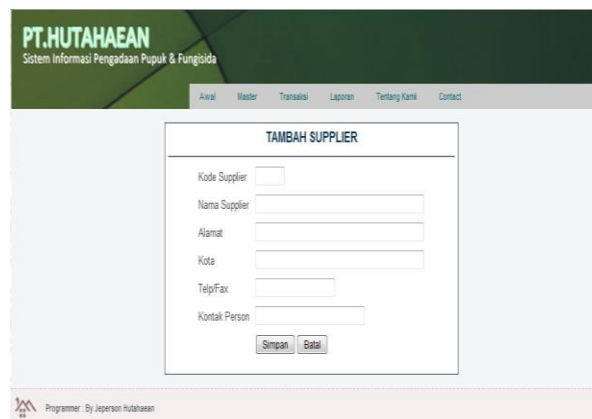 PT.HUTAHAEAN
Sistem Informasi Pengadaan Pupuk & Fungisida
Awal Master Transaksi Laporan Tentang Kami Contact
TAMBAH SUPPLIER
Kode Supplier
Nama Supplier
Alamat
Kota
Telp/Fax
Kontak Person
Simpan Batal
Programmer : By Jeperson Hutahaean